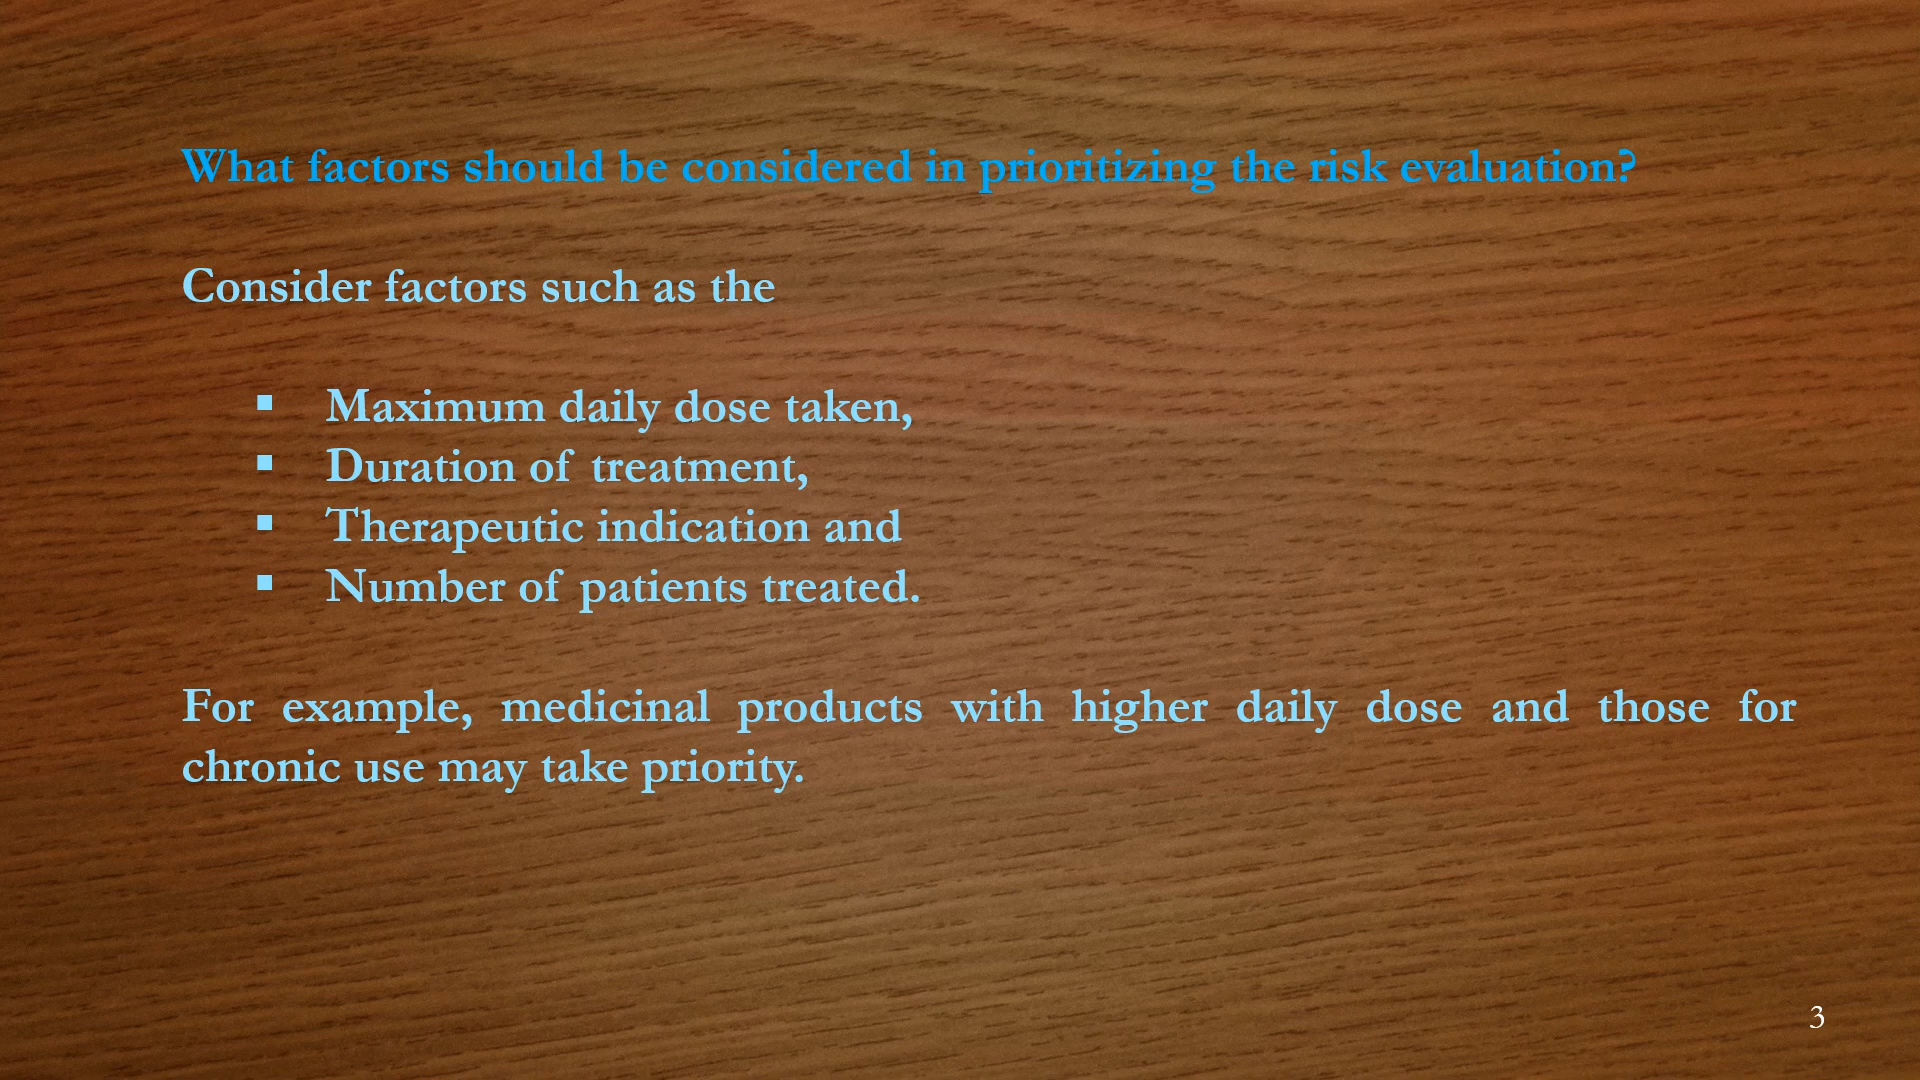 What factors should be considered in prioritizing the risk evaluation?
Consider factors such as the
▪ Maximum daily dose taken,
▪ Duration of treatment,
▪ Therapeutic indication and
▪ Number of patients treated.
For example, medicinal products with higher daily dose and those for
chronic use may take priority.
3